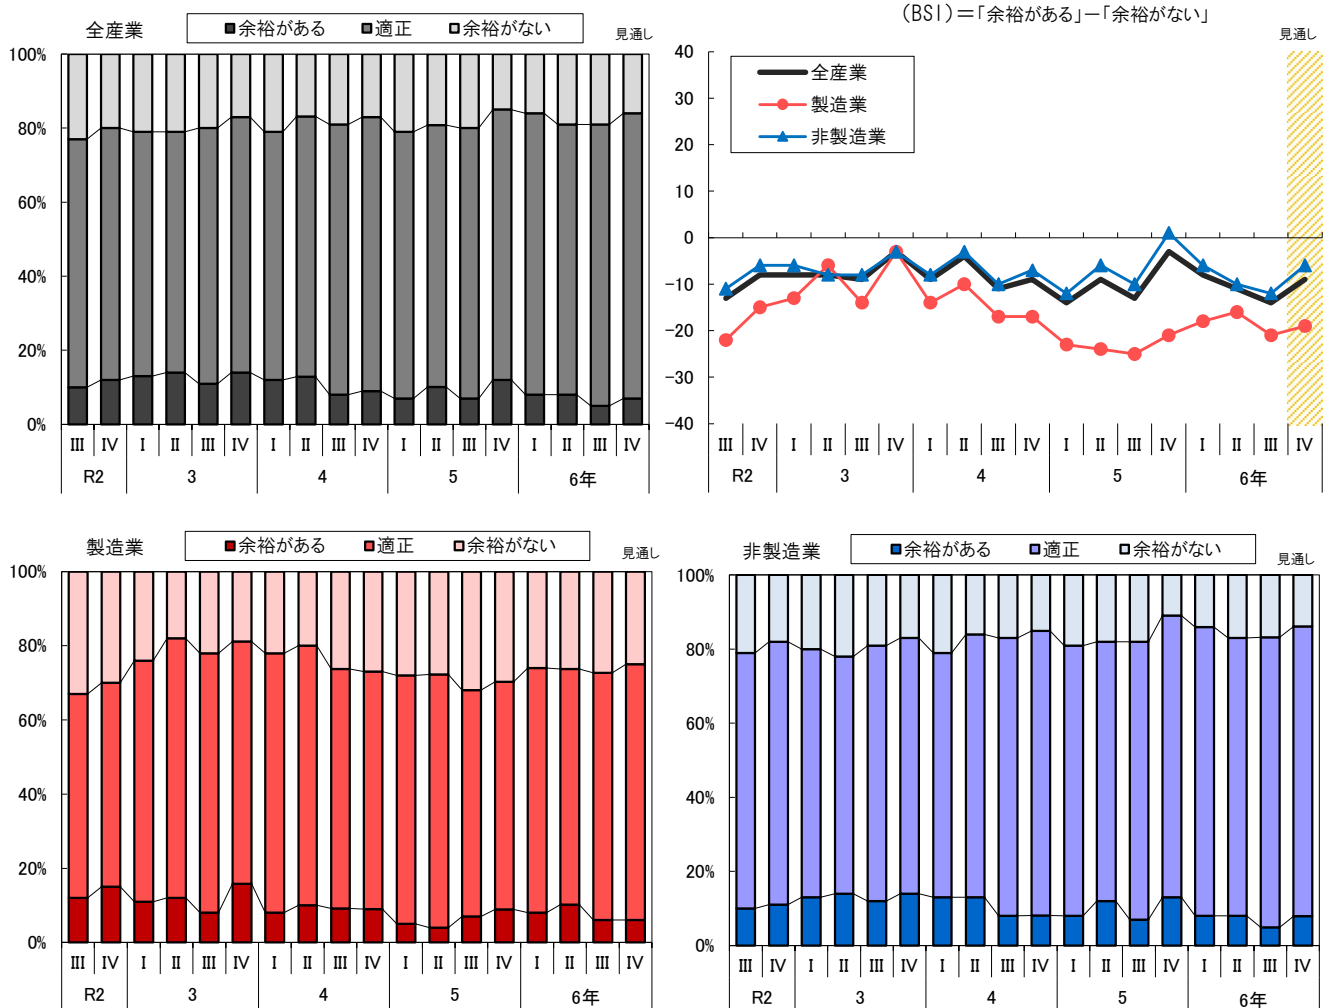 全産業 余裕がある 適正 余裕がない 見通し
100%
80%
60%
40%
20%
0%
III IV I II III IV I II III IV I II III IV I II III IV
R2 3 4 5 6年
(BSI)=「余裕がある」-「余裕がない」
見通し
全産業
製造業
非製造業
40
30
20
10
0
-10
-20
-30
-40
III IV I II III IV I II III IV I II III IV I II III IV
R2 3 4 5 6年
製造業 余裕がある 適正 余裕がない 見通し
100%
80%
60%
40%
20%
0%
III IV I II III IV I II III IV I II III IV I II III IV
R2 3 4 5 6年
非製造業 余裕がある 適正 余裕がない 見通し
100%
80%
60%
40%
20%
0%
III IV I II III IV I II III IV I II III IV I II III IV
R2 3 4 5 6年